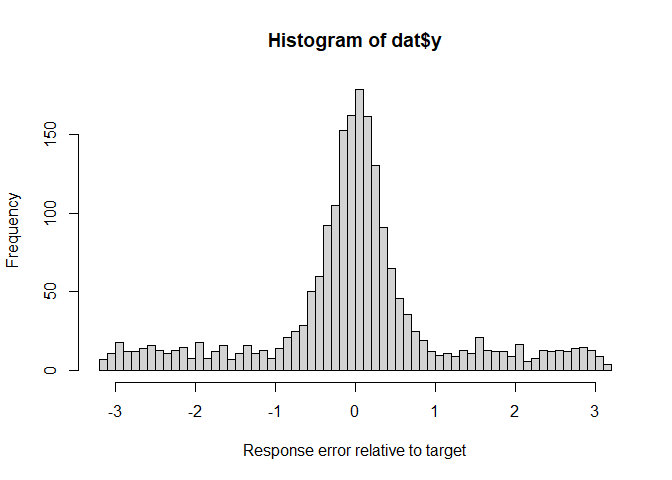 Histogram of dat$y
Frequency
150
100
50
0
-3 -2 -1 0 1 2 3
Response error relative to target